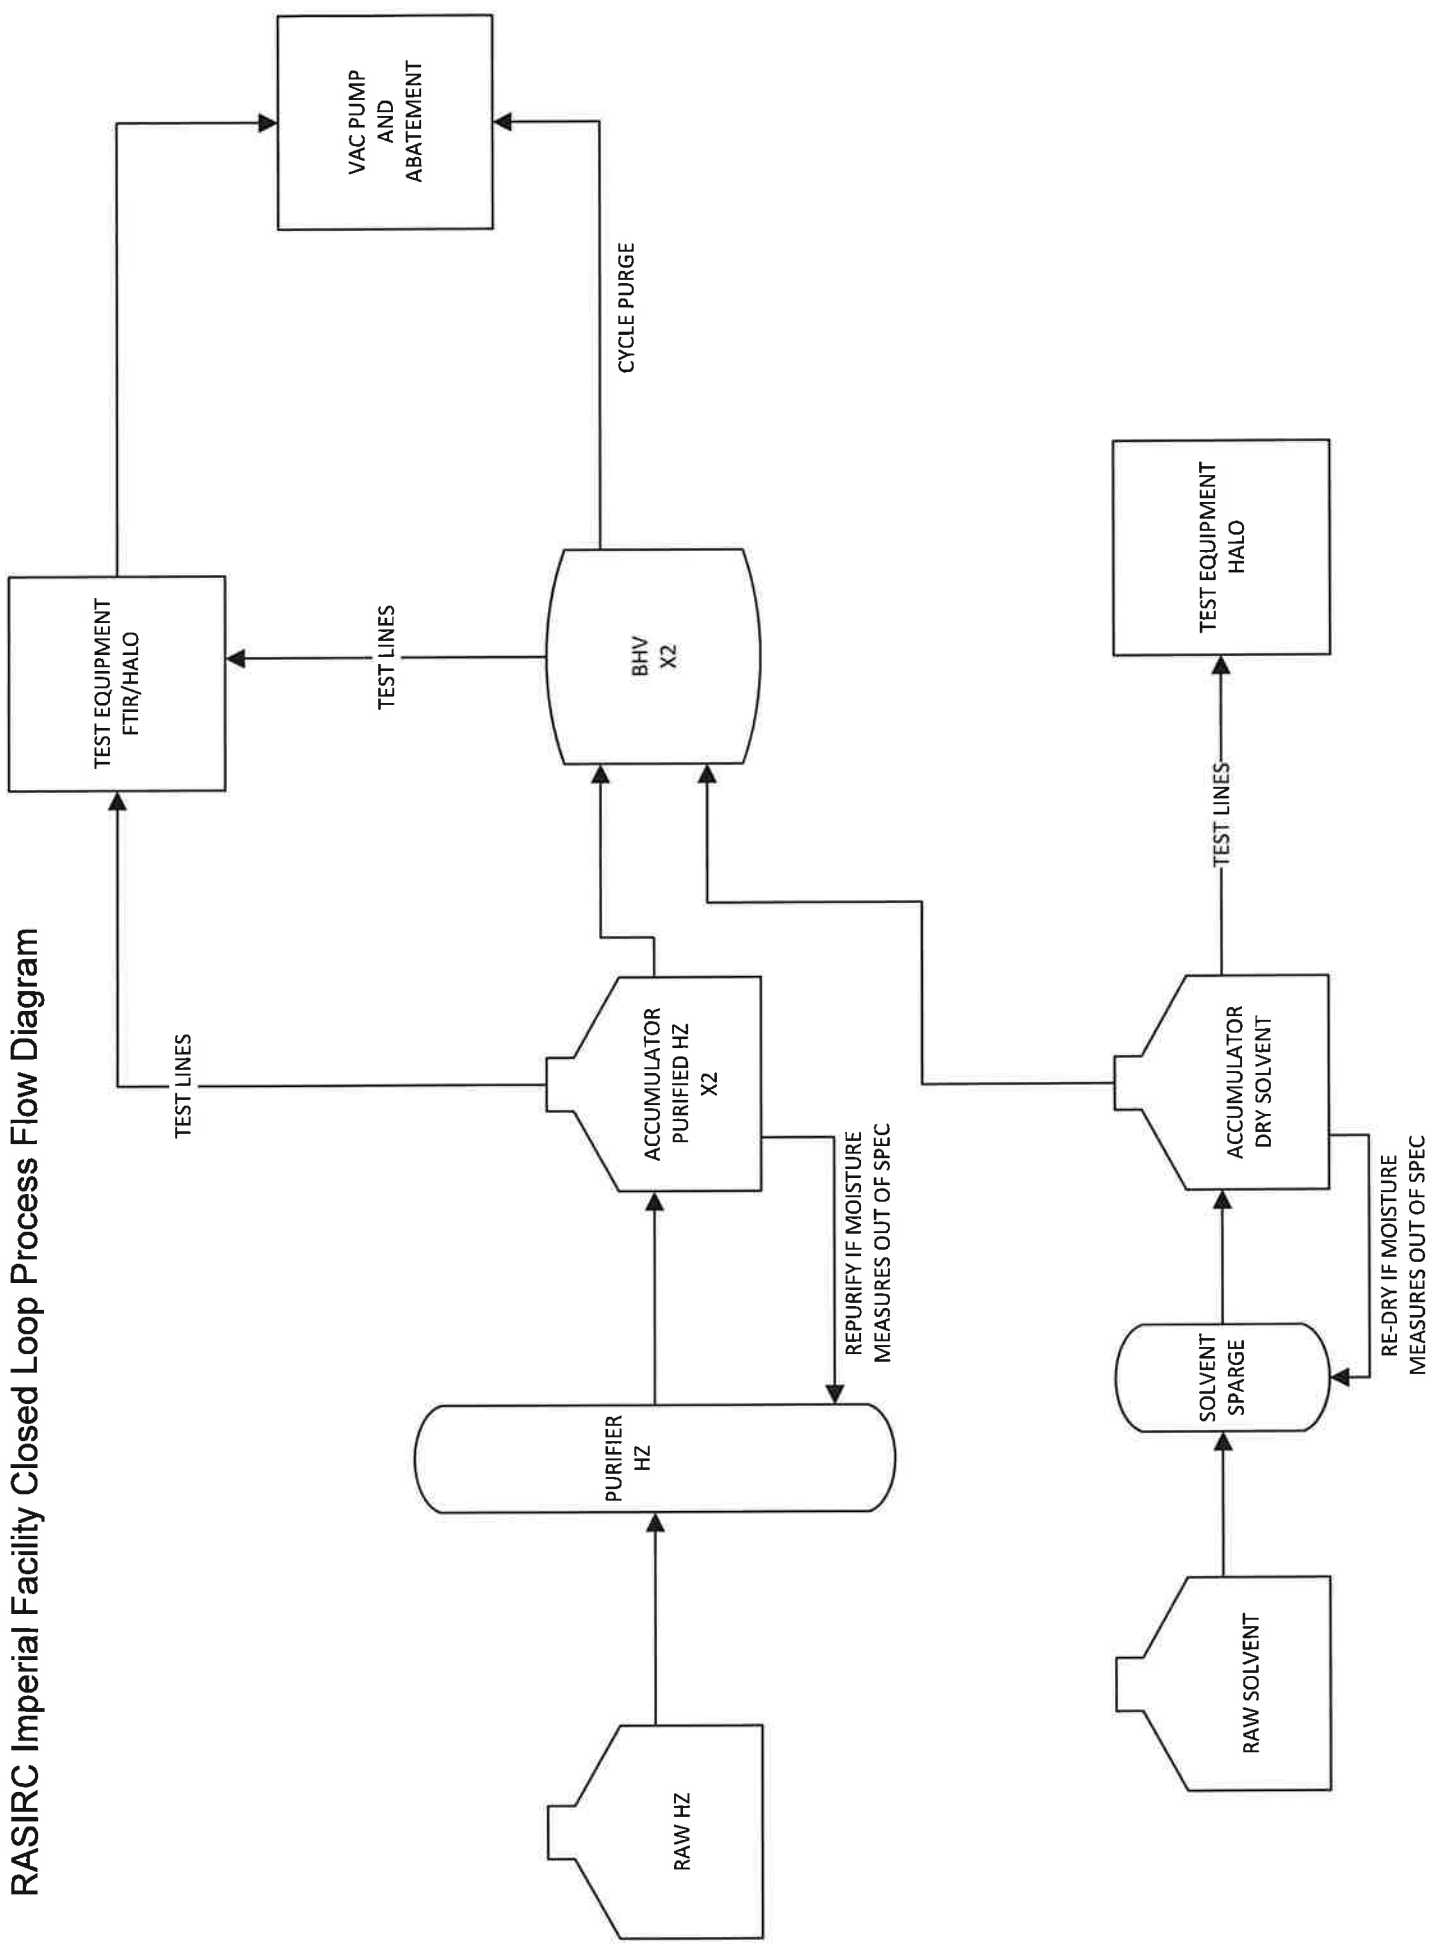 RASIRC Imperial Facility Closed Loop Process Flow Diagram
TEST LINES
TEST EQUIPMENT
FTIR/HALO
VAC PUMP
AND
ABATEMENT
TEST LINES
CYCLE PURGE
RAW HZ
PURIFIER
HZ
ACCUMULATOR
PURIFIED HZ
X2
BHV
X2
REPURIFY IF MOISTURE
MEASURES OUT OF SPEC
RAW SOLVENT
SOLVENT
SPARGE
ACCUMULATOR
DRY SOLVENT
TEST LINES
TEST EQUIPMENT
HALO
RE-DRY IF MOISTURE
MEASURES OUT OF SPEC